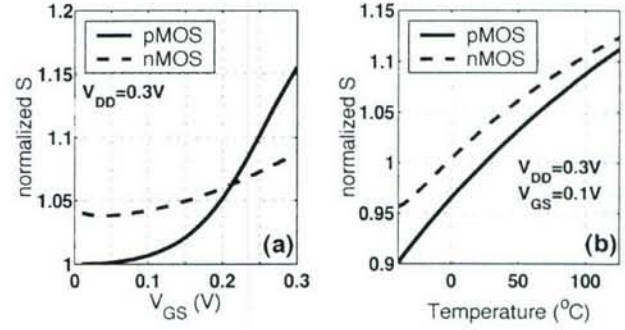 1.2
1.15
1.1
1.05
1
normalized S
pMOS
nMOS
V_DD=0.3V
(a)
0 0.1 0.2 0.3
V_GS (V)
1.15
1.1
1.05
1
0.95
0.9
normalized S
pMOS
nMOS
V_DD=0.3V
V_GS=0.1V
(b)
0 50 100
Temperature (°C)